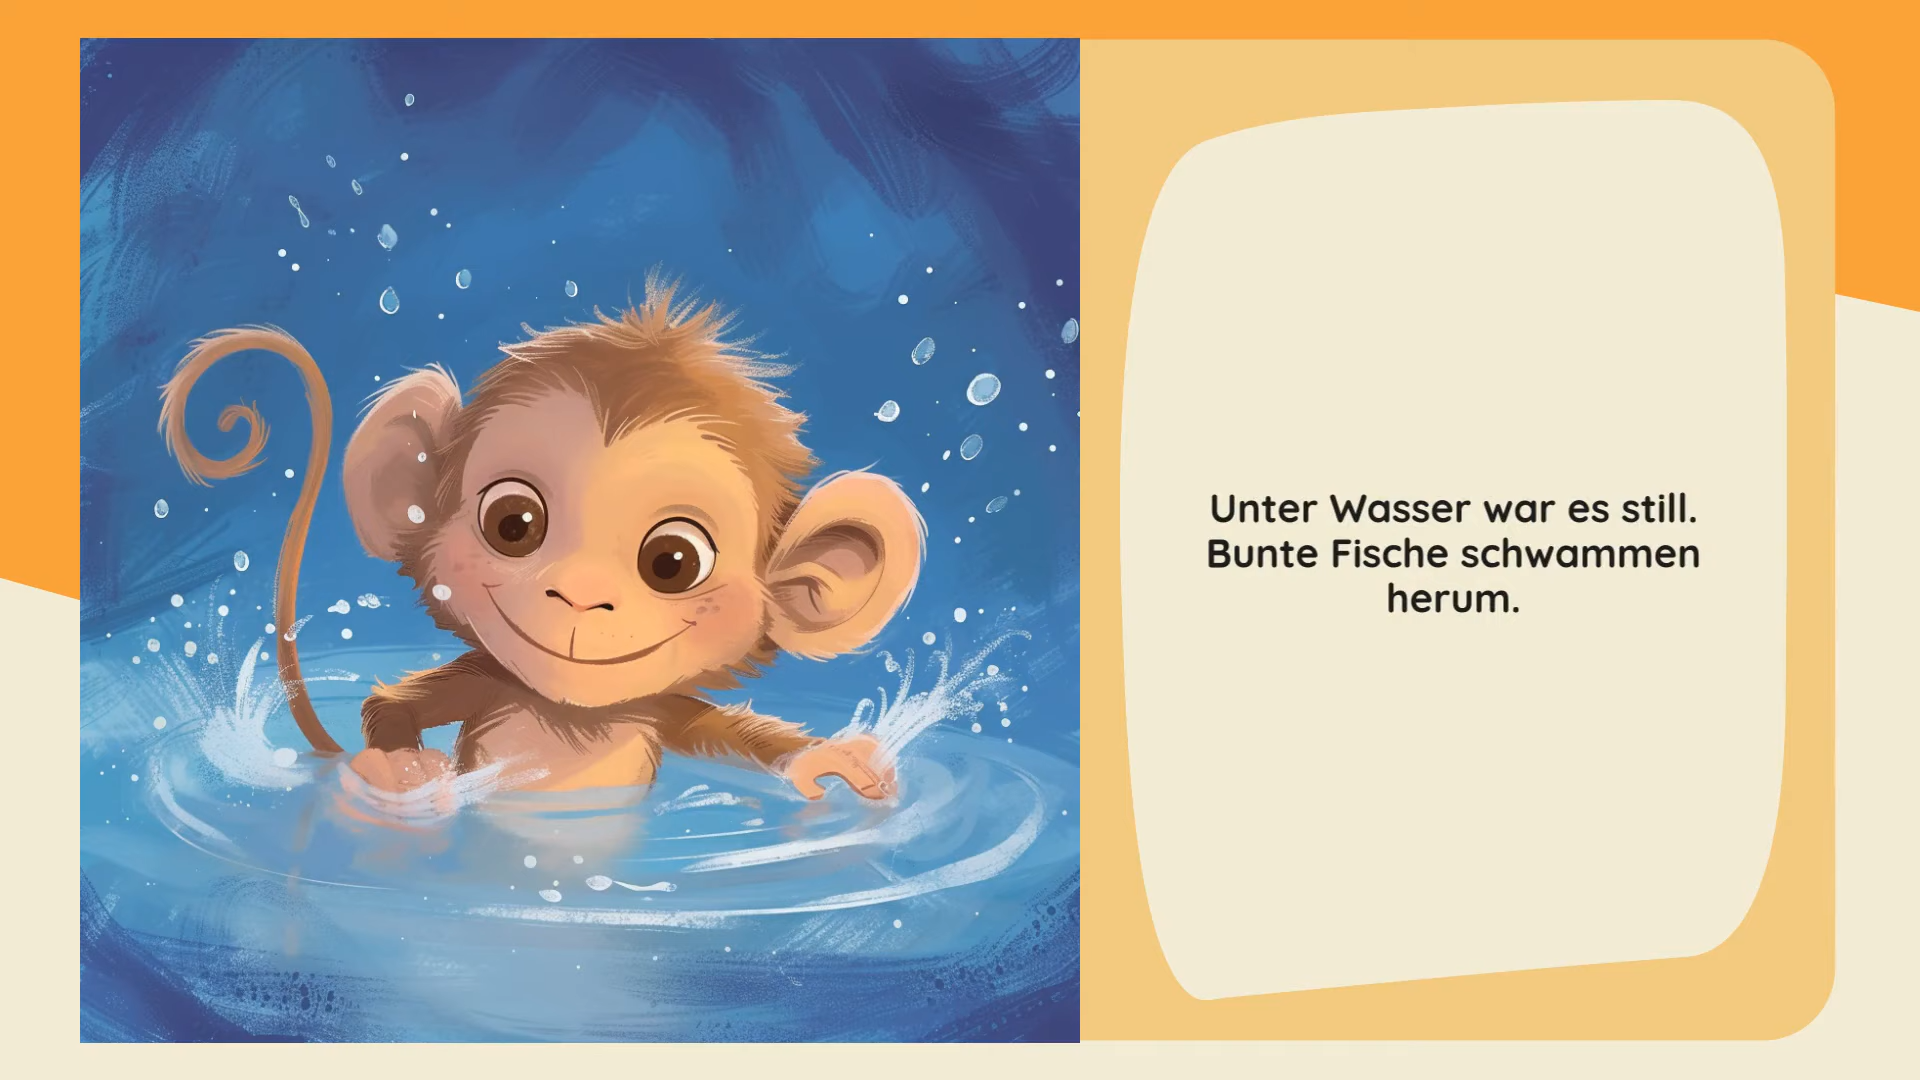 Unter Wasser war es still.
Bunte Fische schwammen
herum.